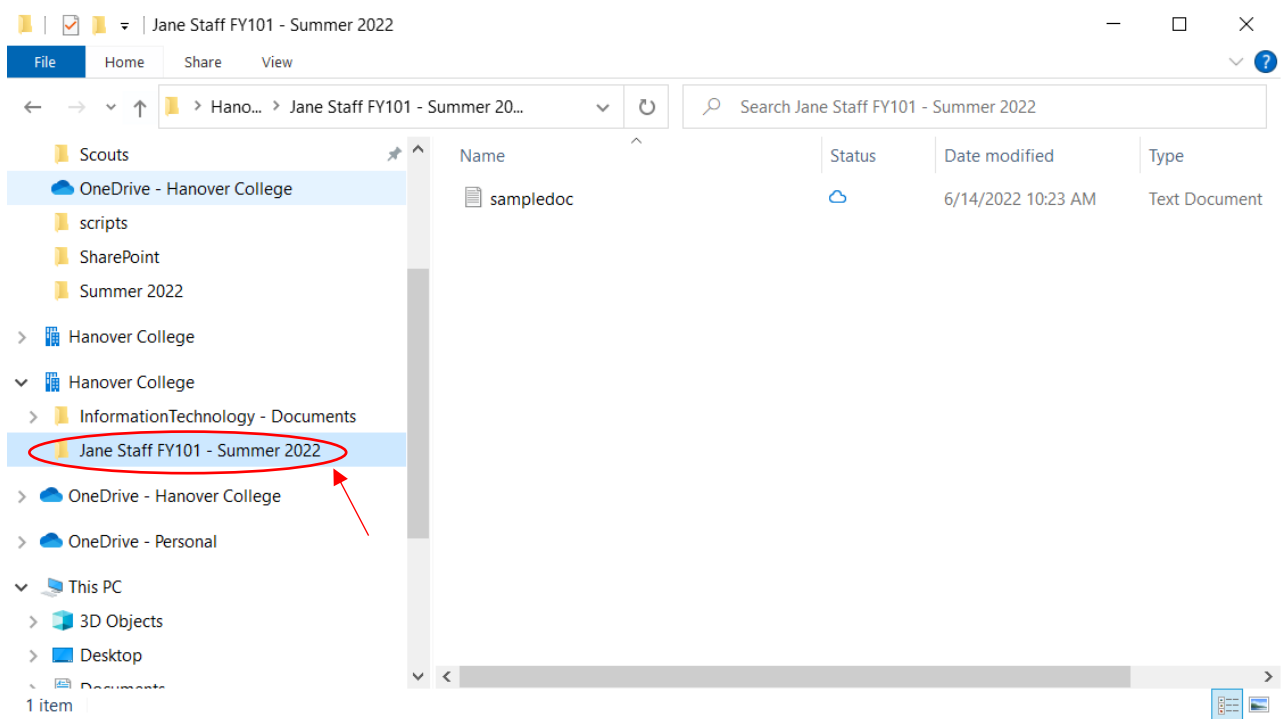 Jane Staff FY101 - Summer 2022
File Home Share View
Hano... Jane Staff FY101 - Summer 20... Search Jane Staff FY101 - Summer 2022
Scouts
OneDrive - Hanover College
scripts
SharePoint
Summer 2022
Hanover College
Hanover College
InformationTechnology - Documents
Jane Staff FY101 - Summer 2022
OneDrive - Hanover College
OneDrive - Personal
This PC
3D Objects
Desktop
Documents
Name Status Date modified Type
sampledoc 6/14/2022 10:23 AM Text Document
1 item